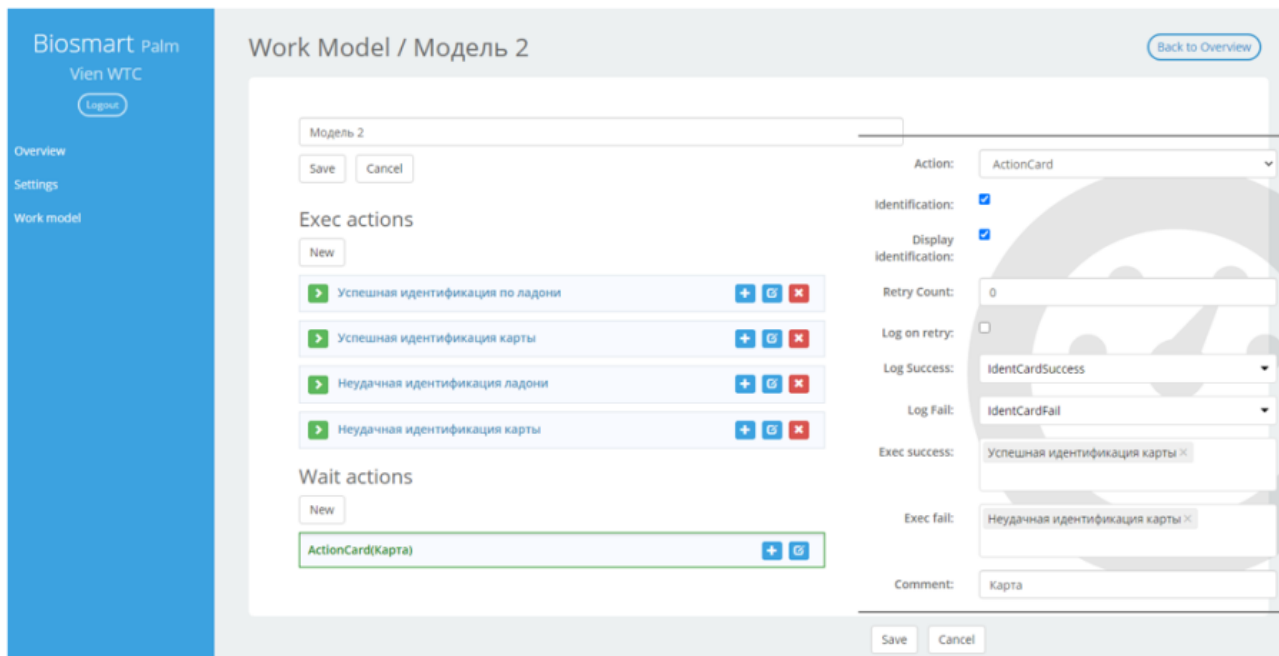 Biosmart Palm
Vien WTC
Logout
Overview
Settings
Work model
Work Model / Модель 2
Back to Overview
Модель 2
Save Cancel
Exec actions
New
Успешная идентификация по ладони
Успешная идентификация карты
Неудачная идентификация ладони
Неудачная идентификация карты
Wait actions
New
ActionCard(Карта)
Action: ActionCard
Identification:
Display
identification:
Retry Count: 0
Log on retry:
Log Success: IdentCardSuccess
Log Fail: IdentCardFail
Exec success: Успешная идентификация карты ×
Exec fail: Неудачная идентификация карты ×
Comment: Карта
Save Cancel